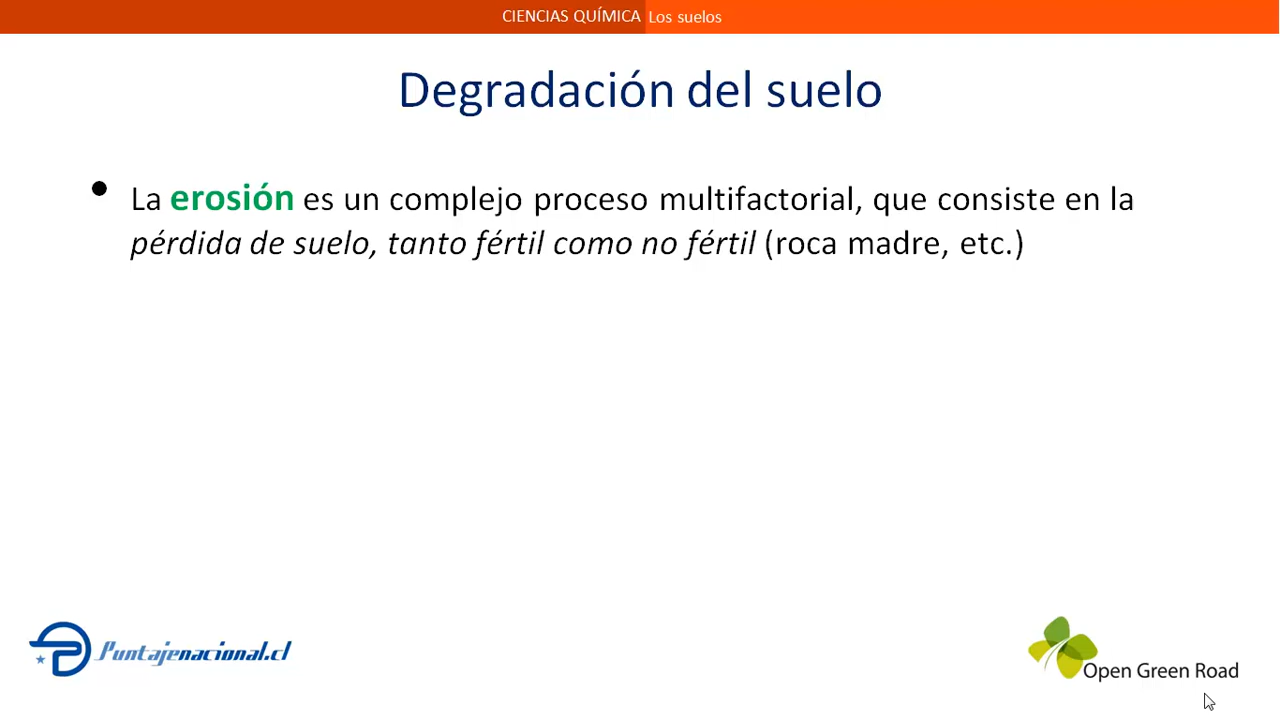 CIENCIAS QUÍMICA Los suelos
Degradación del suelo
• La erosión es un complejo proceso multifactorial, que consiste en la
pérdida de suelo, tanto fértil como no fértil (roca madre, etc.)
Puntajenacional.cl
Open Green Road